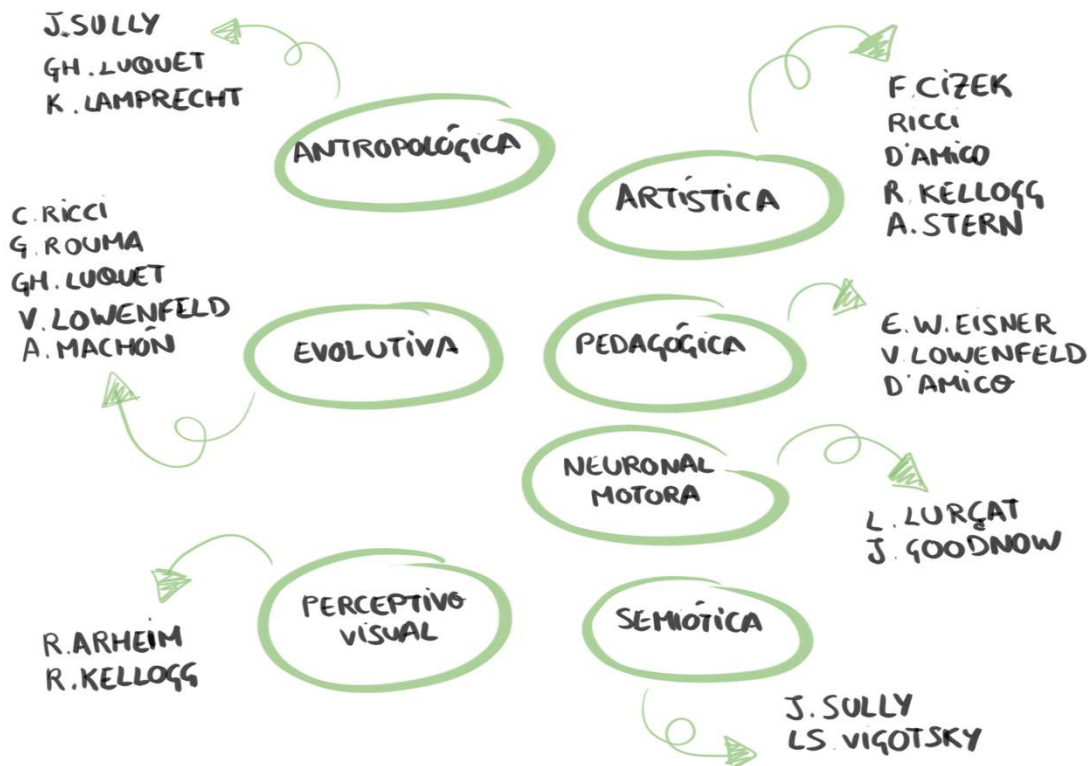 J.SULLY
GH.LUQUET
K.LAMPRECHT
ANTROPOLÓGICA
F.CIZEK
RICCI
D'AMICO
R.KELLOGG
A.STERN
ARTÍSTICA
C.RICCI
G.ROUMA
GH.LUQUET
V.LOWENFELD
A.MACHÓN
EVOLUTIVA
PEDAGÓGICA
E.W.EISNER
V.LOWENFELD
D'AMICO
NEURONAL
MOTORA
L.LURÇAT
J.GOODNOW
PERCEPTIVO
VISUAL
R.ARHEIM
R.KELLOGG
SEMIÓTICA
J.SULLY
LS.VIGOTSKY